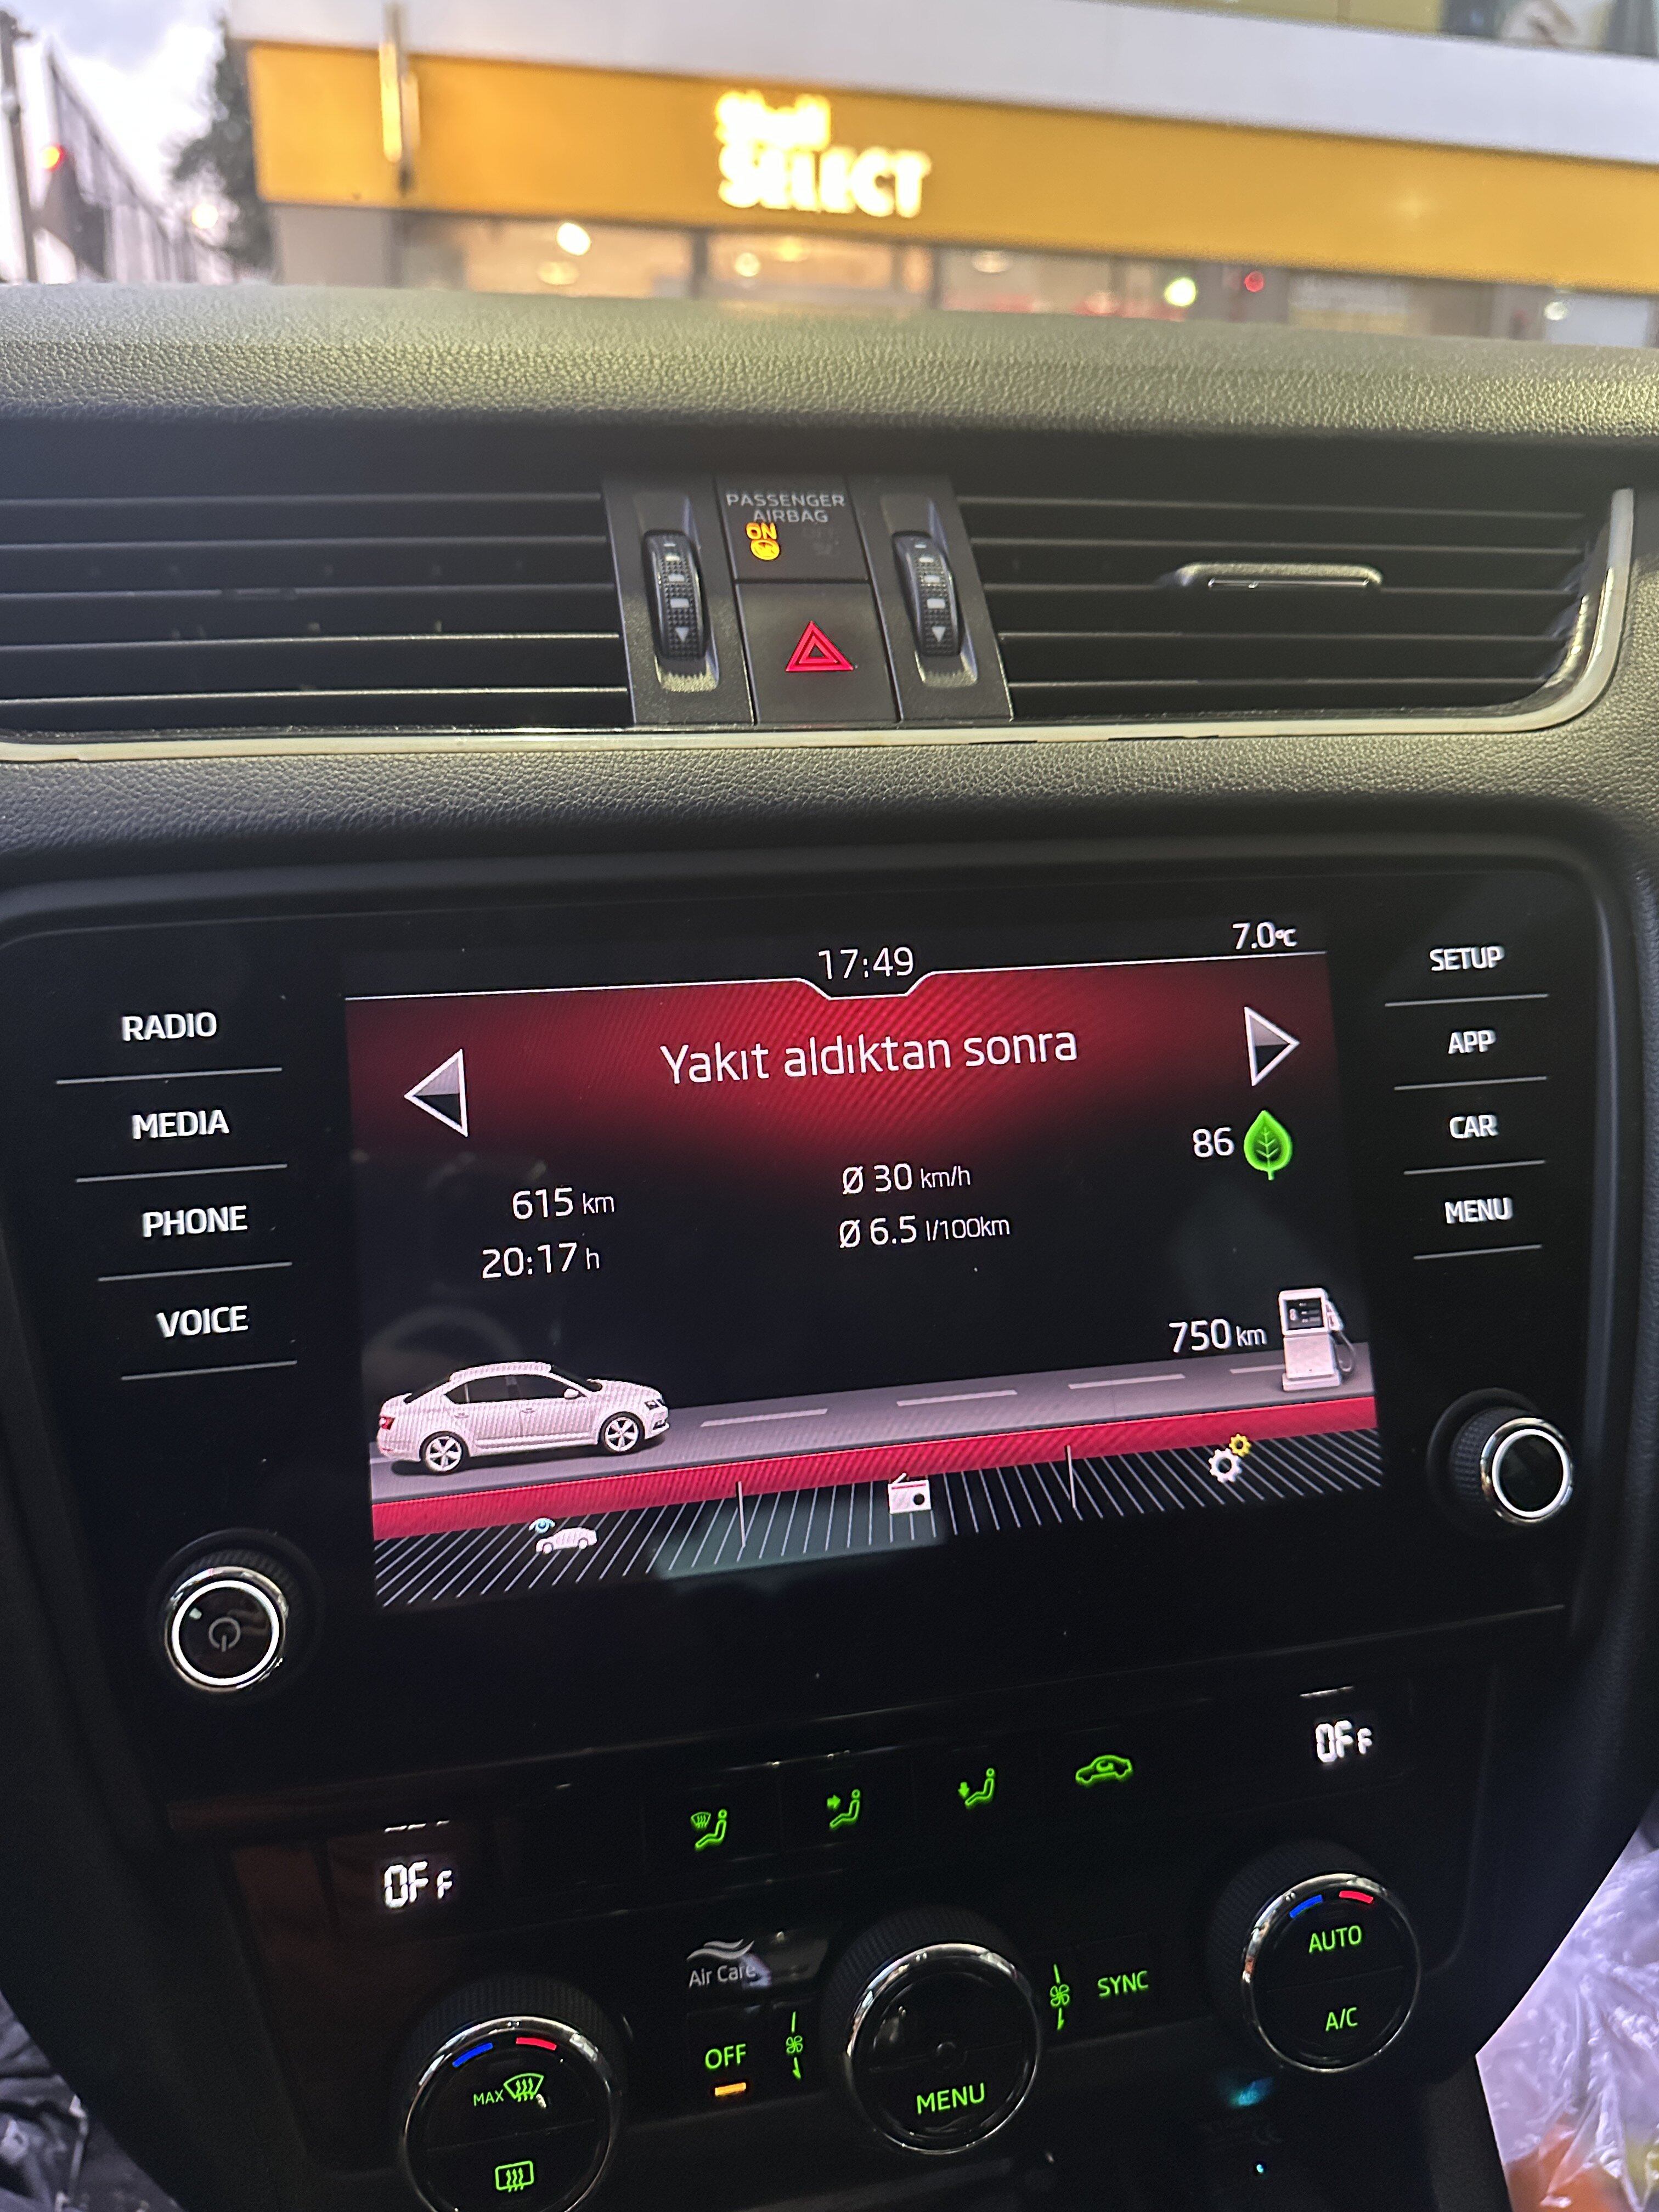 Shell
SELECT
PASSENGER
AIRBAG
ON OFF
17:49
7.0°C
SETUP
RADIO
Yakıt aldıktan sonra
APP
MEDIA
86
CAR
615 km
Ø 30 km/h
PHONE
Ø 6.5 l/100km
MENU
20:17 h
VOICE
750 km
OFF
OFF
Air Care
AUTO
SYNC
A/C
OFF
MAX
MENU